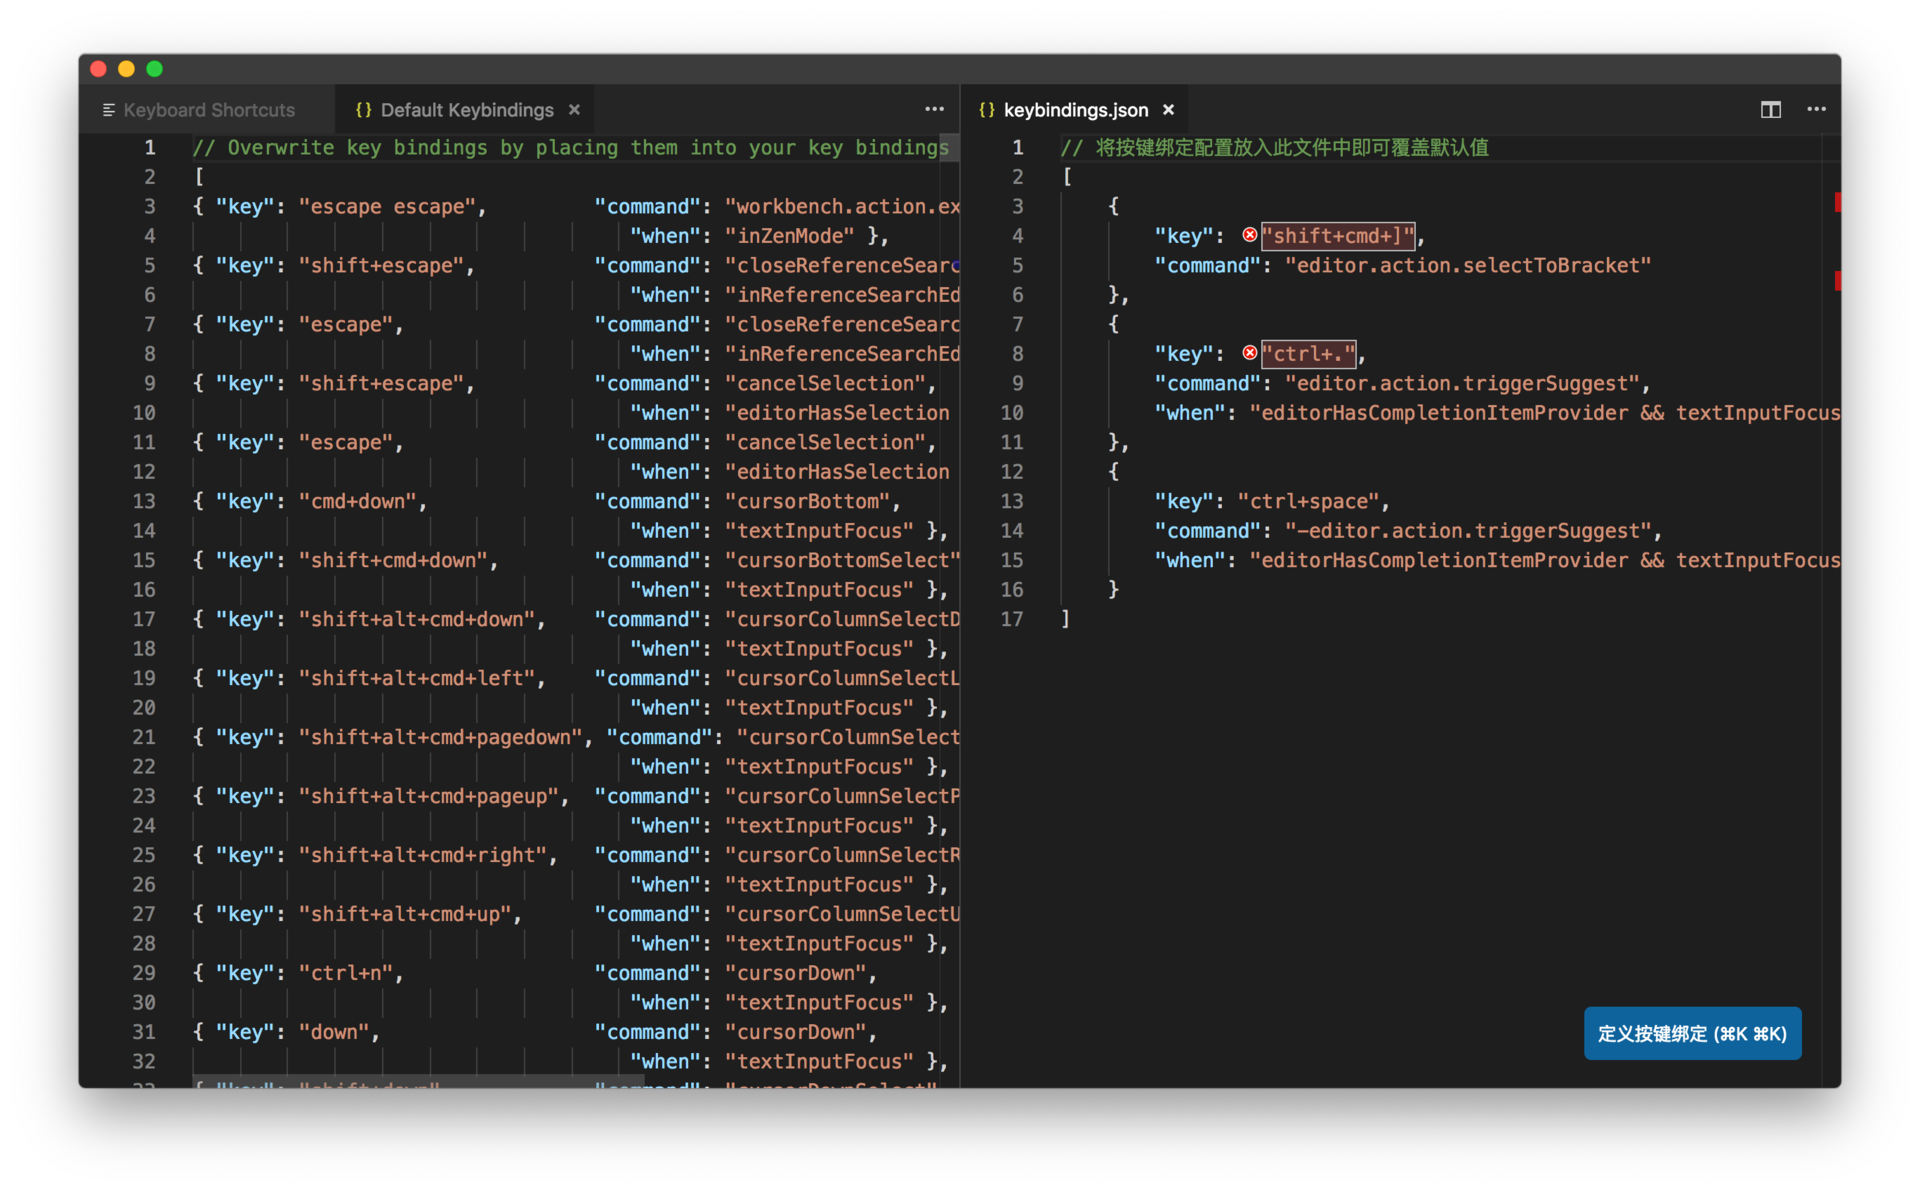 Keyboard Shortcuts
{} Default Keybindings ×
{} keybindings.json ×
1 // Overwrite key bindings by placing them into your key bindings
2 [
3 { "key": "escape escape", "command": "workbench.action.ex
4 "when": "inZenMode" },
5 { "key": "shift+escape", "command": "closeReferenceSearc
6 "when": "inReferenceSearchEd
7 { "key": "escape", "command": "closeReferenceSearc
8 "when": "inReferenceSearchEd
9 { "key": "shift+escape", "command": "cancelSelection",
10 "when": "editorHasSelection
11 { "key": "escape", "command": "cancelSelection",
12 "when": "editorHasSelection
13 { "key": "cmd+down", "command": "cursorBottom",
14 "when": "textInputFocus" },
15 { "key": "shift+cmd+down", "command": "cursorBottomSelect"
16 "when": "textInputFocus" },
17 { "key": "shift+alt+cmd+down", "command": "cursorColumnSelectD
18 "when": "textInputFocus" },
19 { "key": "shift+alt+cmd+left", "command": "cursorColumnSelectL
20 "when": "textInputFocus" },
21 { "key": "shift+alt+cmd+pagedown", "command": "cursorColumnSelect
22 "when": "textInputFocus" },
23 { "key": "shift+alt+cmd+pageup", "command": "cursorColumnSelectP
24 "when": "textInputFocus" },
25 { "key": "shift+alt+cmd+right", "command": "cursorColumnSelectR
26 "when": "textInputFocus" },
27 { "key": "shift+alt+cmd+up", "command": "cursorColumnSelectU
28 "when": "textInputFocus" },
29 { "key": "ctrl+n", "command": "cursorDown",
30 "when": "textInputFocus" },
31 { "key": "down", "command": "cursorDown",
32 "when": "textInputFocus" },
33 { "key": "shift+down", "command": "cursorDownSelect"
1 // 将按键绑定配置放入此文件中即可覆盖默认值
2 [
3 {
4 "key": "shift+cmd+]",
5 "command": "editor.action.selectToBracket"
6 },
7 {
8 "key": "ctrl+.",
9 "command": "editor.action.triggerSuggest",
10 "when": "editorHasCompletionItemProvider && textInputFocus
11 },
12 {
13 "key": "ctrl+space",
14 "command": "-editor.action.triggerSuggest",
15 "when": "editorHasCompletionItemProvider && textInputFocus
16 }
17 ]
定义按键绑定 (⌘K ⌘K)